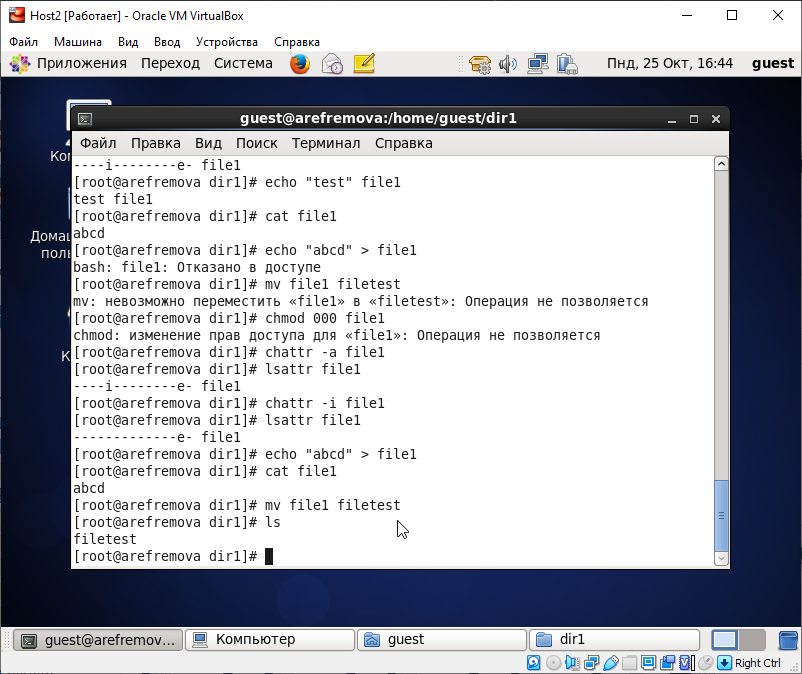 Host2 [Работает] - Oracle VM VirtualBox
Файл Машина Вид Ввод Устройства Справка
Приложения Переход Система Пнд, 25 Окт, 16:44 guest
guest@arefremova:/home/guest/dir1
Файл Правка Вид Поиск Терминал Справка
----i--------e- file1
[root@arefremova dir1]# echo "test" file1
test file1
[root@arefremova dir1]# cat file1
abcd
[root@arefremova dir1]# echo "abcd" > file1
bash: file1: Отказано в доступе
[root@arefremova dir1]# mv file1 filetest
mv: невозможно переместить «file1» в «filetest»: Операция не позволяется
[root@arefremova dir1]# chmod 000 file1
chmod: изменение прав доступа для «file1»: Операция не позволяется
[root@arefremova dir1]# chattr -a file1
[root@arefremova dir1]# lsattr file1
----i--------e- file1
[root@arefremova dir1]# chattr -i file1
[root@arefremova dir1]# lsattr file1
-------------e- file1
[root@arefremova dir1]# echo "abcd" > file1
[root@arefremova dir1]# cat file1
abcd
[root@arefremova dir1]# mv file1 filetest
[root@arefremova dir1]# ls
filetest
[root@arefremova dir1]#
guest@arefremov... Компьютер guest dir1
Right Ctrl